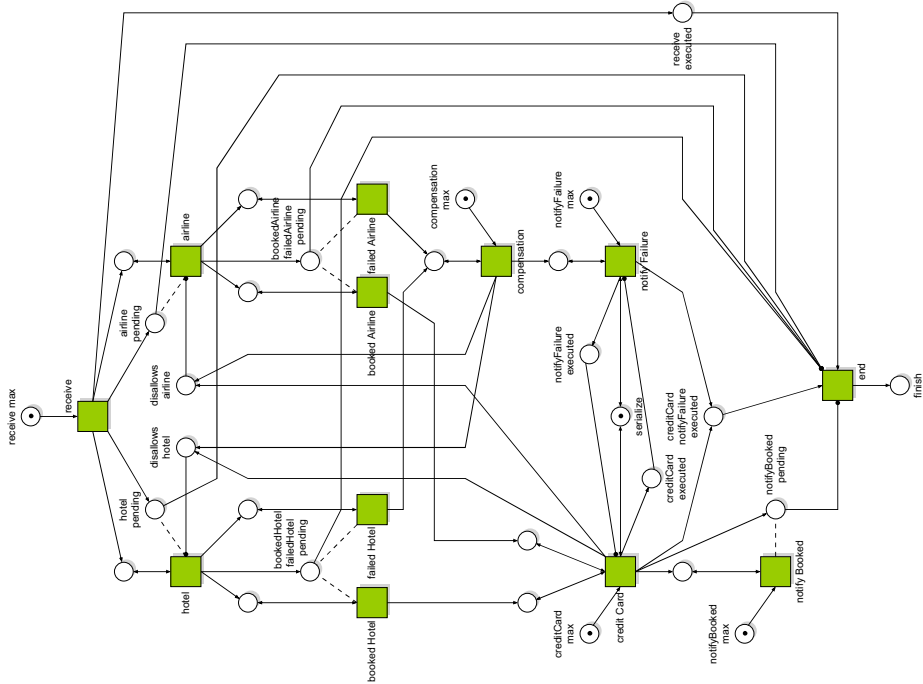 receive max
receive
airline
pending
airline
hotel
pending
hotel
disallows
airline
disallows
hotel
bookedAirline
failedAirline
pending
bookedHotel
failedHotel
pending
failed Airline
booked Airline
failed Hotel
booked Hotel
compensation
max
compensation
notifyFailure
max
notify Failure
notifyFailure
executed
serialize
creditCard
executed
creditCard
notifyFailure
executed
creditCard
max
credit Card
notifyBooked
pending
notifyBooked
max
notify Booked
receive
executed
end
finish